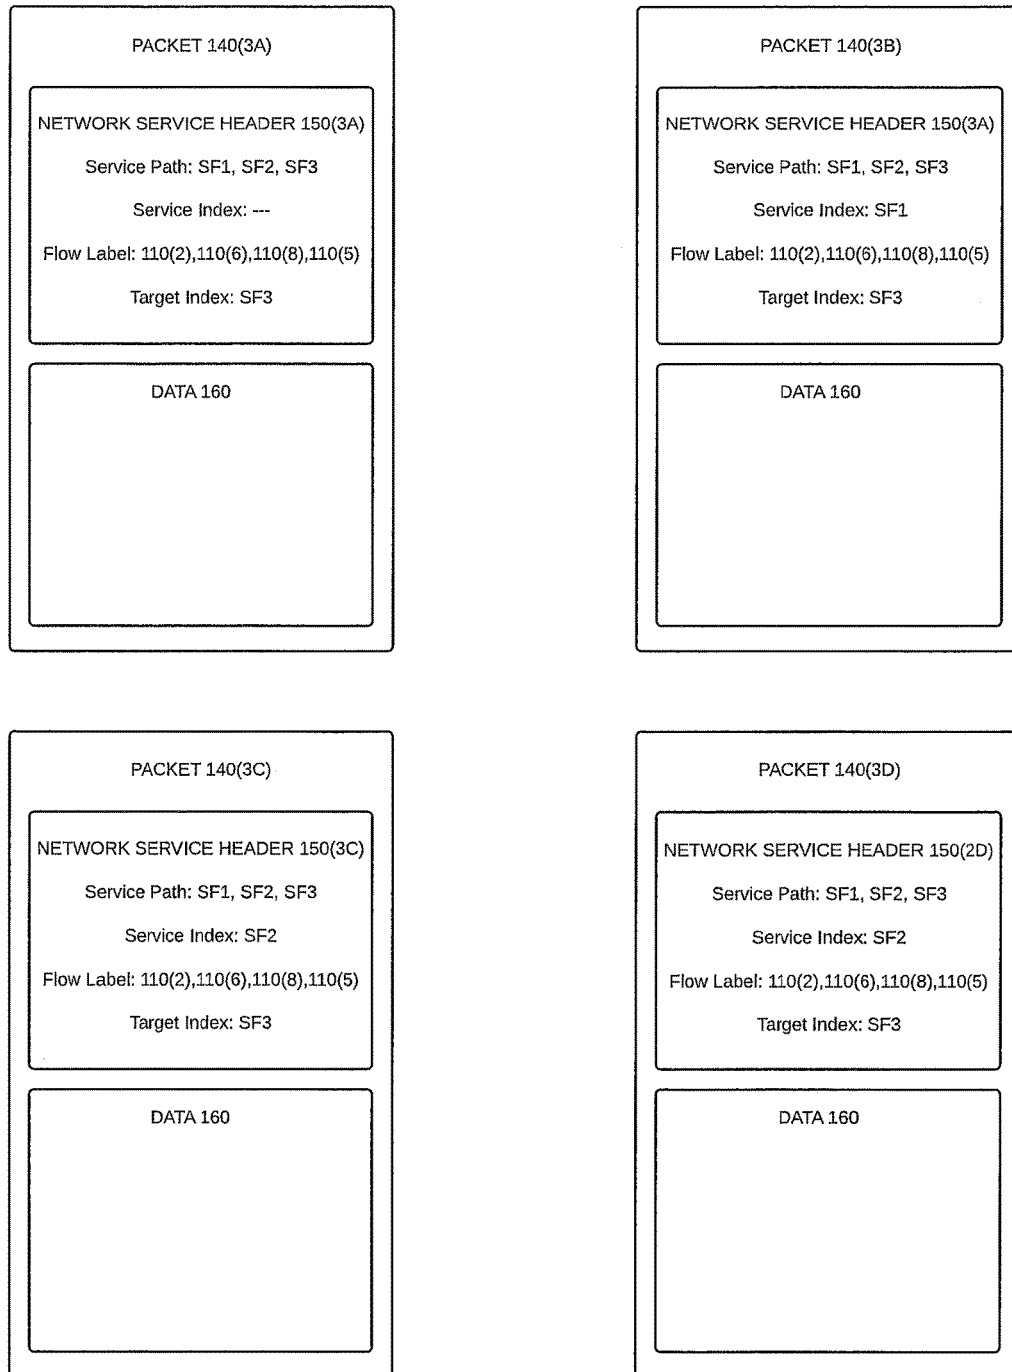 PACKET 140(3A)
NETWORK SERVICE HEADER 150(3A)
Service Path: SF1, SF2, SF3
Service Index: ---
Flow Label: 110(2),110(6),110(8),110(5)
Target Index: SF3
DATA 160
PACKET 140(3B)
NETWORK SERVICE HEADER 150(3A)
Service Path: SF1, SF2, SF3
Service Index: SF1
Flow Label: 110(2),110(6),110(8),110(5)
Target Index: SF3
DATA 160
PACKET 140(3C)
NETWORK SERVICE HEADER 150(3C)
Service Path: SF1, SF2, SF3
Service Index: SF2
Flow Label: 110(2),110(6),110(8),110(5)
Target Index: SF3
DATA 160
PACKET 140(3D)
NETWORK SERVICE HEADER 150(2D)
Service Path: SF1, SF2, SF3
Service Index: SF2
Flow Label: 110(2),110(6),110(8),110(5)
Target Index: SF3
DATA 160